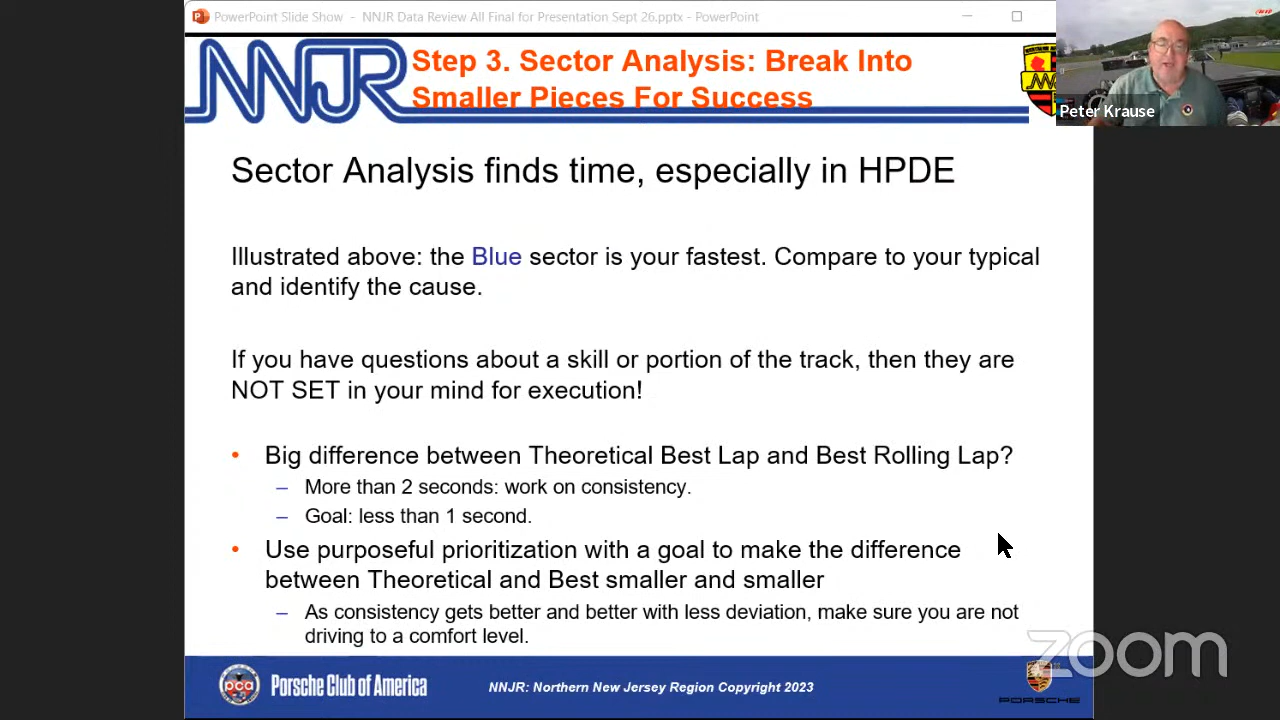 PowerPoint Slide Show - NNJR Data Review All Final for Presentation Sept 26.pptx - PowerPoint
NNJR
Step 3. Sector Analysis: Break Into
Smaller Pieces For Success
Peter Krause
Sector Analysis finds time, especially in HPDE
Illustrated above: the Blue sector is your fastest. Compare to your typical
and identify the cause.
If you have questions about a skill or portion of the track, then they are
NOT SET in your mind for execution!
• Big difference between Theoretical Best Lap and Best Rolling Lap?
– More than 2 seconds: work on consistency.
– Goal: less than 1 second.
• Use purposeful prioritization with a goal to make the difference
between Theoretical and Best smaller and smaller
– As consistency gets better and better with less deviation, make sure you are not
driving to a comfort level.
zoom
pca
Porsche Club of America
NNJR: Northern New Jersey Region Copyright 2023
PORSCHE